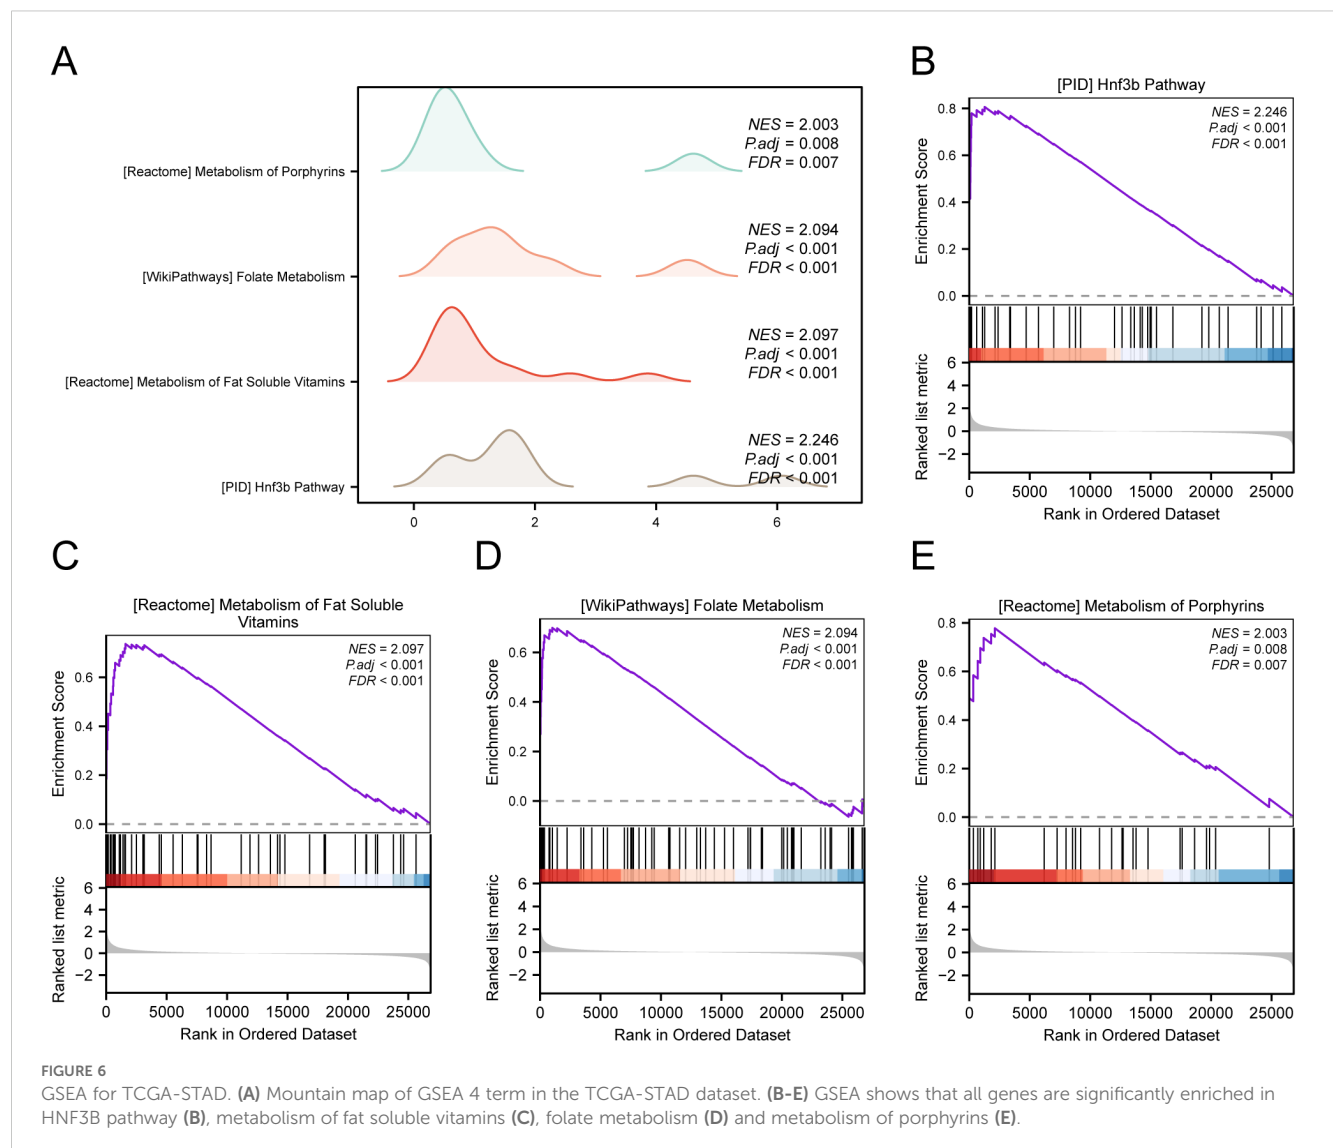 A
[Reactome] Metabolism of Porphyrins
NES = 2.003
P.adj = 0.008
FDR = 0.007
[WikiPathways] Folate Metabolism
NES = 2.094
P.adj < 0.001
FDR < 0.001
[Reactome] Metabolism of Fat Soluble Vitamins
NES = 2.097
P.adj < 0.001
FDR < 0.001
[PID] Hnf3b Pathway
NES = 2.246
P.adj < 0.001
FDR < 0.001
0 2 4 6
B
[PID] Hnf3b Pathway
NES = 2.246
P.adj < 0.001
FDR < 0.001
Enrichment Score
0.8
0.6
0.4
0.2
0.0
Ranked list metric
6
4
2
0
−2
0 5000 10000 15000 20000 25000
Rank in Ordered Dataset
C
[Reactome] Metabolism of Fat Soluble
Vitamins
NES = 2.097
P.adj < 0.001
FDR < 0.001
Enrichment Score
0.6
0.4
0.2
0.0
Ranked list metric
6
4
2
0
−2
0 5000 10000 15000 20000 25000
Rank in Ordered Dataset
D
[WikiPathways] Folate Metabolism
NES = 2.094
P.adj < 0.001
FDR < 0.001
Enrichment Score
0.6
0.4
0.2
0.0
Ranked list metric
6
4
2
0
−2
0 5000 10000 15000 20000 25000
Rank in Ordered Dataset
E
[Reactome] Metabolism of Porphyrins
NES = 2.003
P.adj = 0.008
FDR = 0.007
Enrichment Score
0.8
0.6
0.4
0.2
0.0
Ranked list metric
6
4
2
0
−2
0 5000 10000 15000 20000 25000
Rank in Ordered Dataset
FIGURE 6
GSEA for TCGA-STAD. (A) Mountain map of GSEA 4 term in the TCGA-STAD dataset. (B-E) GSEA shows that all genes are significantly enriched in
HNF3B pathway (B), metabolism of fat soluble vitamins (C), folate metabolism (D) and metabolism of porphyrins (E).